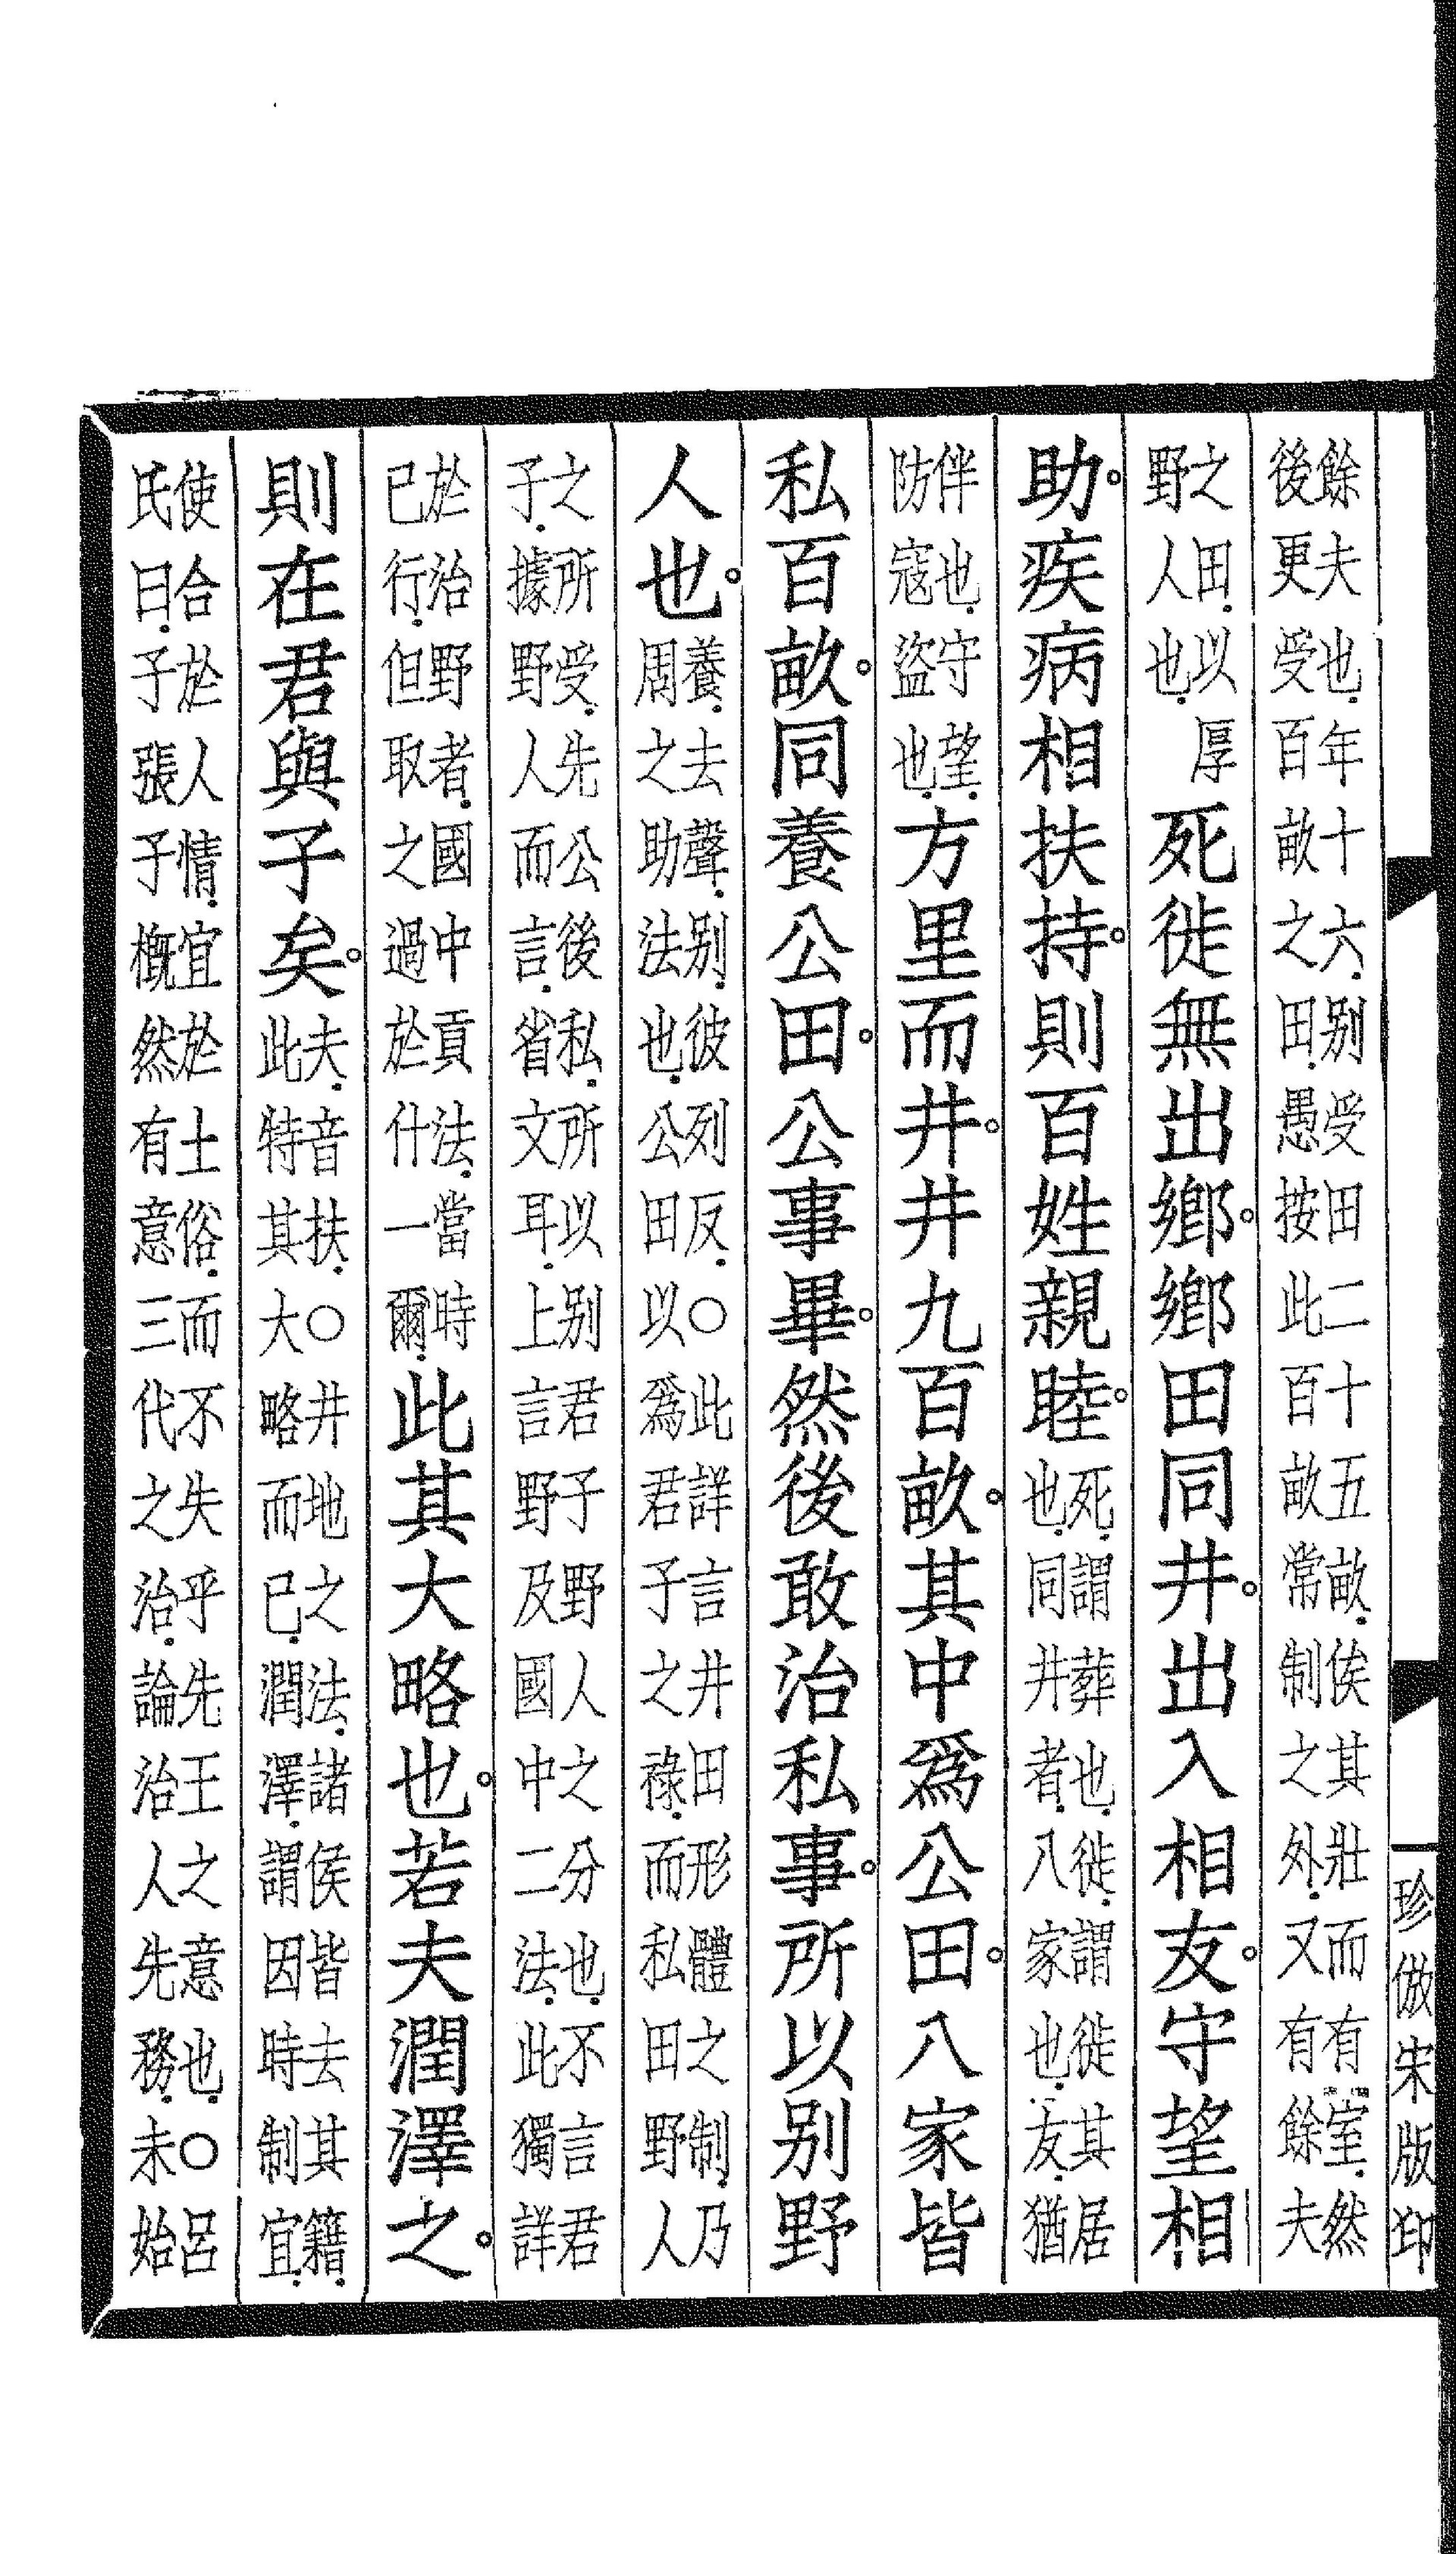 餘夫也年十六别受田二十五畝俟其壯而有室然
後更受百畝之田愚按此百畝常制之外又有餘夫
之田以厚
野人也
死徙無出鄉鄉田同井出入相友守望相
助疾病相扶持則百姓親睦
死謂葬也徙謂徙其居
也同井者八家也友猶
伴也守望
防寇盜也
方里而井井九百畝其中爲公田八家皆
私百畝同養公田公事畢然後敢治私事所以别野
人也
養去聲别彼列反○此詳言井田形體之制乃
周之助法也公田以爲君子之祿而私田野人
之所受先公後私所以别君子野人之分也不言君
子據野人而言省文耳上言野及國中二法此獨詳
於治野者國中貢法當時
已行但取之過於什一爾
此其大略也若夫潤澤之
則在君與子矣
夫音扶○井地之法諸侯皆去其籍
此特其大略而已潤澤謂因時制宜
使合於人情宜於土俗而不失乎先王之意也○呂
氏曰子張子慨然有意三代之治論治人先務未始
珍倣宋版印